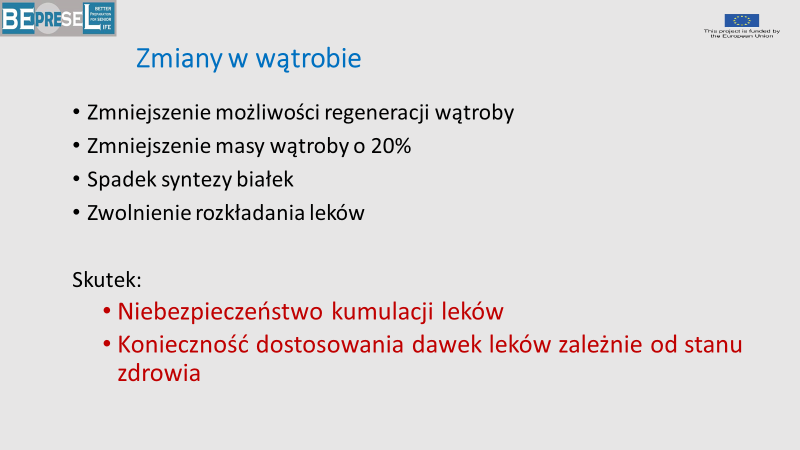 BEPRESEL
BETTER
PREPARATION
FOR SENIOR
LIFE
This project is funded by
the European Union
Zmiany w wątrobie
• Zmniejszenie możliwości regeneracji wątroby
• Zmniejszenie masy wątroby o 20%
• Spadek syntezy białek
• Zwolnienie rozkładania leków
Skutek:
• Niebezpieczeństwo kumulacji leków
• Konieczność dostosowania dawek leków zależnie od stanu
zdrowia